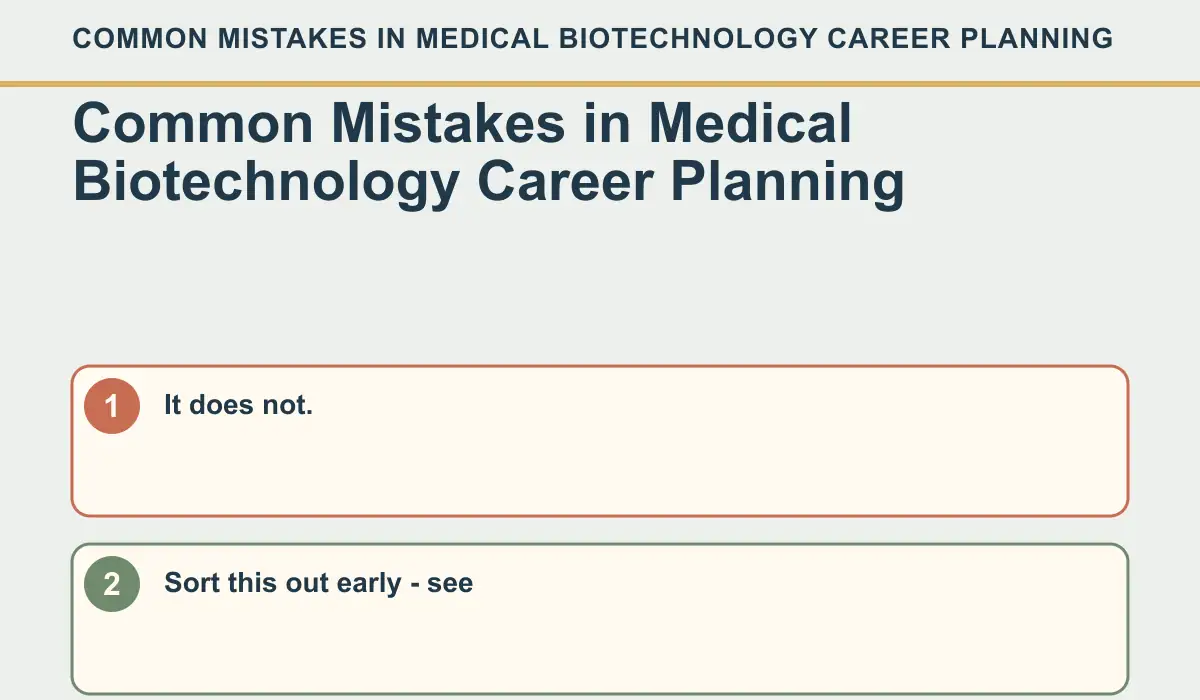 COMMON MISTAKES IN MEDICAL BIOTECHNOLOGY CAREER PLANNING
Common Mistakes in Medical
Biotechnology Career Planning
1 It does not.
2 Sort this out early - see